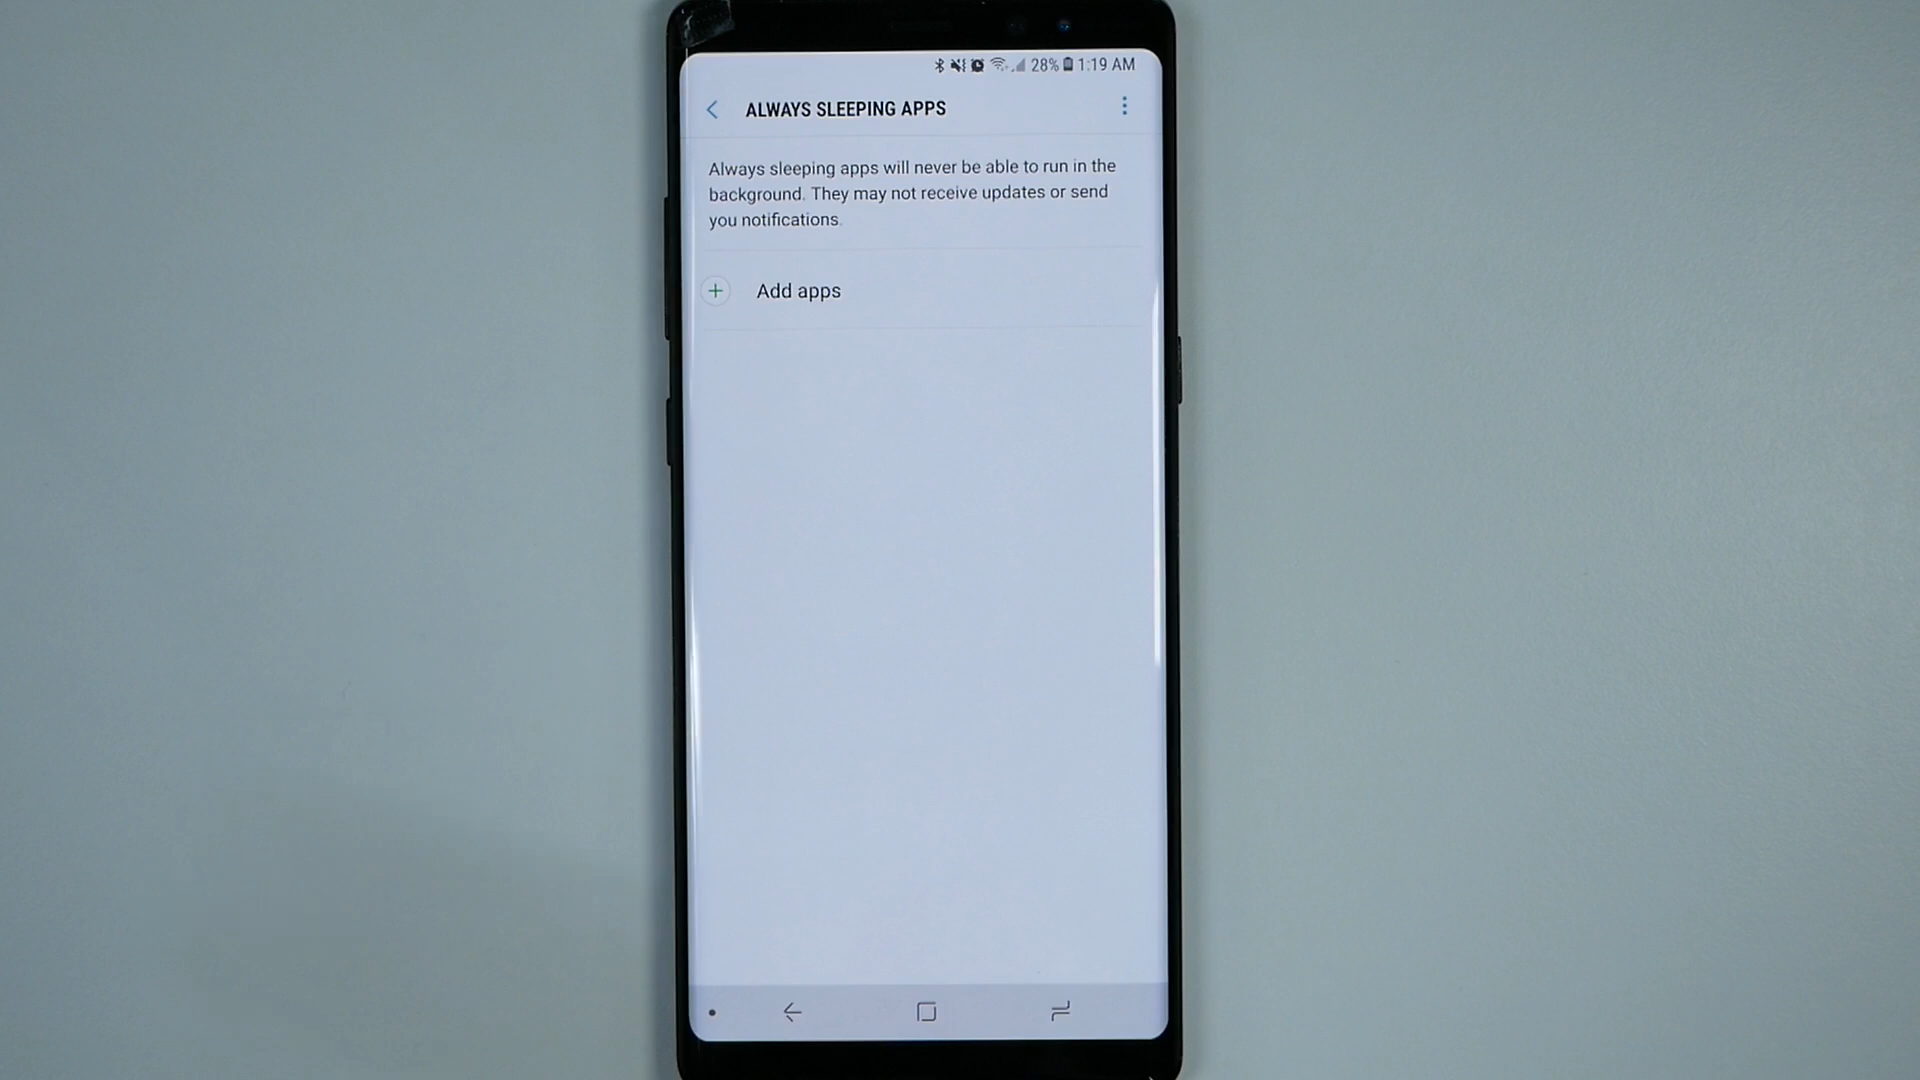 28% 1:19 AM
ALWAYS SLEEPING APPS
Always sleeping apps will never be able to run in the
background. They may not receive updates or send
you notifications.
Add apps